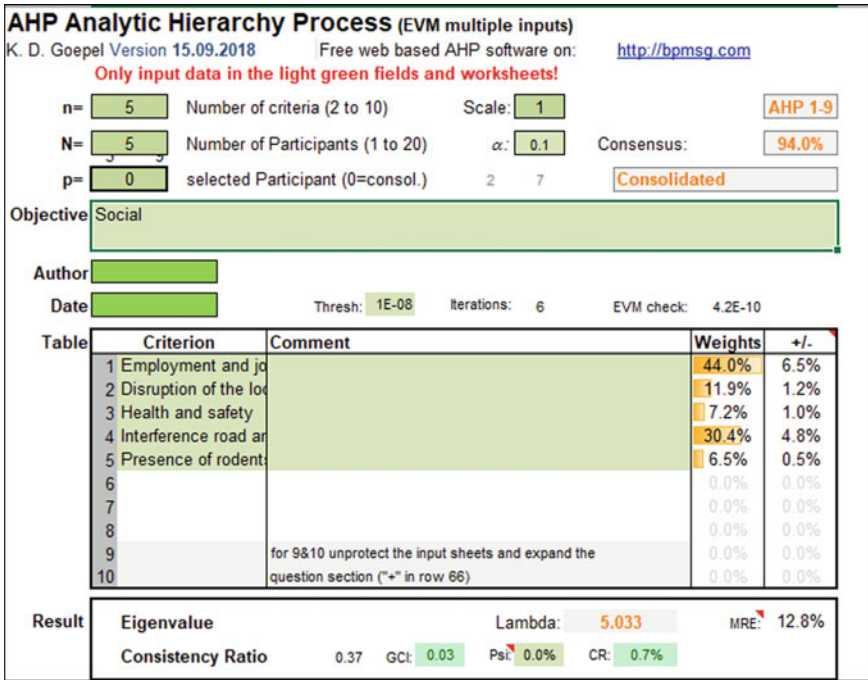 AHP Analytic Hierarchy Process (EVM multiple inputs)
K. D. Goepel Version 15.09.2018 Free web based AHP software on: http://bpmsg.com
Only input data in the light green fields and worksheets!
n= 5 Number of criteria (2 to 10) Scale: 1 AHP 1-9
N= 5 Number of Participants (1 to 20) α: 0.1 Consensus: 94.0%
p= 0 selected Participant (0=consol.) 2 7 Consolidated
Objective Social
Author
Date Thresh: 1E-08 Iterations: 6 EVM check: 4.2E-10
Table Criterion Comment Weights +/-
1 Employment and jo 44.0% 6.5%
2 Disruption of the loc 11.9% 1.2%
3 Health and safety 7.2% 1.0%
4 Interference road ar 30.4% 4.8%
5 Presence of rodents 6.5% 0.5%
6 0.0% 0.0%
7 0.0% 0.0%
8 0.0% 0.0%
9 for 9&10 unprotect the input sheets and expand the 0.0% 0.0%
10 question section ("+" in row 66) 0.0% 0.0%
Result Eigenvalue Lambda: 5.033 MRE: 12.8%
Consistency Ratio 0.37 GCI: 0.03 Psi: 0.0% CR: 0.7%